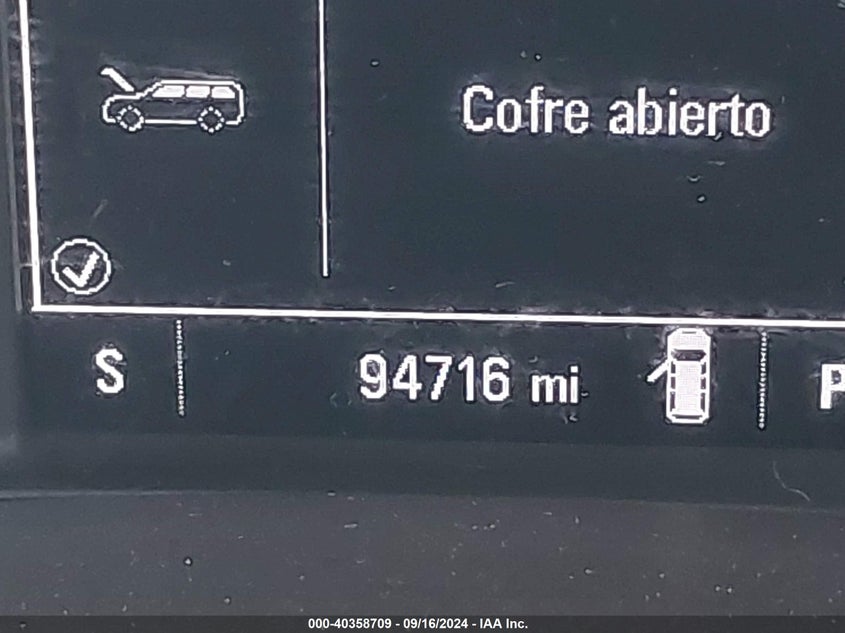 Cofre abierto
S 94716 mi P
000-40358709 - 09/16/2024 - IAA Inc.